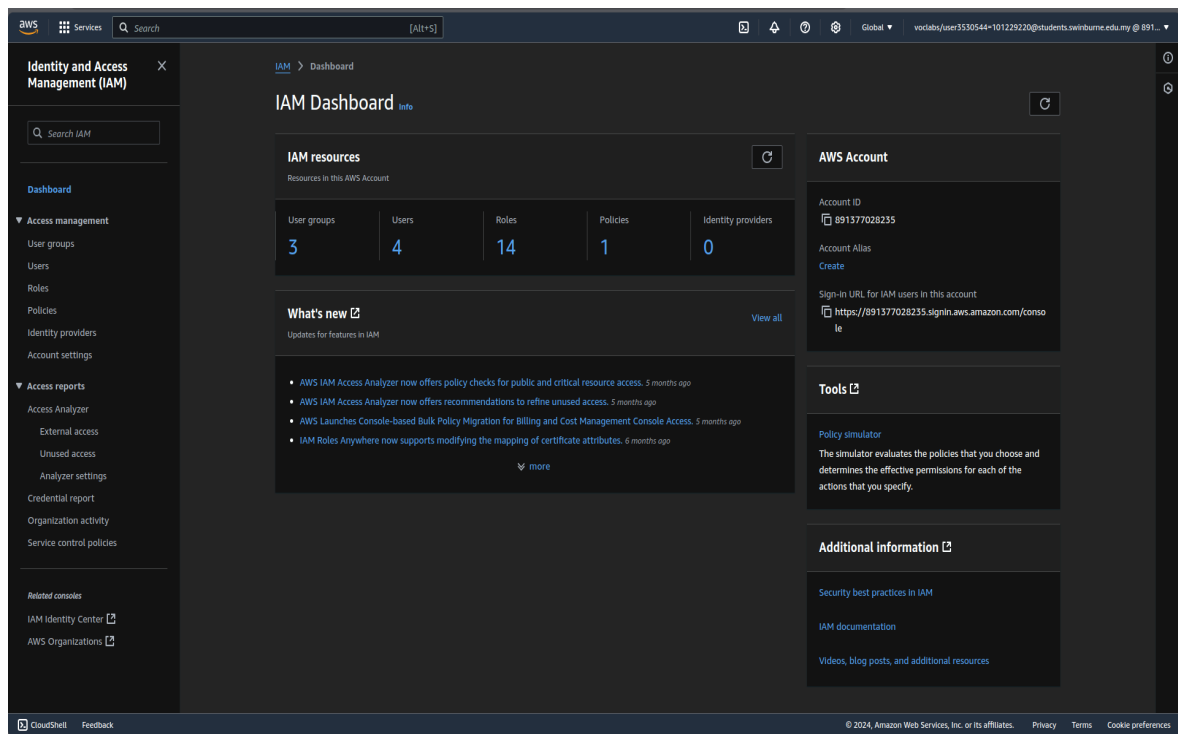 aws
Services
Search
[Alt+S]
Global
voclabs/user3530544=101229220@students.swinburne.edu.my @ 891...
Identity and Access
Management (IAM)
Search IAM
Dashboard
Access management
User groups
Users
Roles
Policies
Identity providers
Account settings
Access reports
Access Analyzer
External access
Unused access
Analyzer settings
Credential report
Organization activity
Service control policies
Related consoles
IAM Identity Center
AWS Organizations
IAM > Dashboard
IAM Dashboard Info
IAM resources
Resources in this AWS Account
User groups
3
Users
4
Roles
14
Policies
1
Identity providers
0
What's new
Updates for features in IAM
View all
AWS IAM Access Analyzer now offers policy checks for public and critical resource access. 5 months ago
AWS IAM Access Analyzer now offers recommendations to refine unused access. 5 months ago
AWS Launches Console-based Bulk Policy Migration for Billing and Cost Management Console Access. 5 months ago
IAM Roles Anywhere now supports modifying the mapping of certificate attributes. 6 months ago
more
AWS Account
Account ID
891377028235
Account Alias
Create
Sign-in URL for IAM users in this account
https://891377028235.signin.aws.amazon.com/conso
le
Tools
Policy simulator
The simulator evaluates the policies that you choose and
determines the effective permissions for each of the
actions that you specify.
Additional information
Security best practices in IAM
IAM documentation
Videos, blog posts, and additional resources
CloudShell
Feedback
© 2024, Amazon Web Services, Inc. or its affiliates.
Privacy
Terms
Cookie preferences